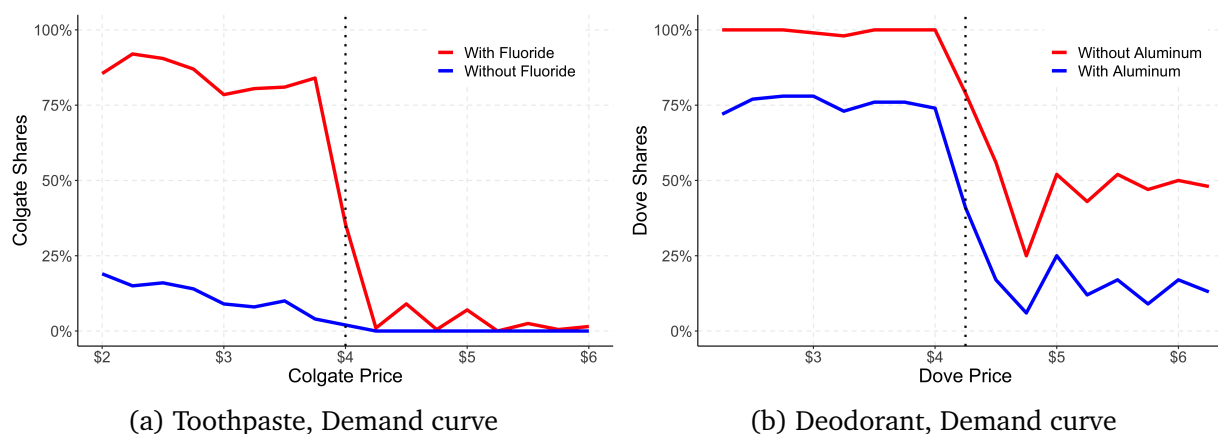 100%
75%
50%
25%
0%
Colgate Shares
With Fluoride
Without Fluoride
$2 $3 $4 $5 $6
Colgate Price
(a) Toothpaste, Demand curve
100%
75%
50%
25%
0%
Dove Shares
Without Aluminum
With Aluminum
$3 $4 $5 $6
Dove Price
(b) Deodorant, Demand curve